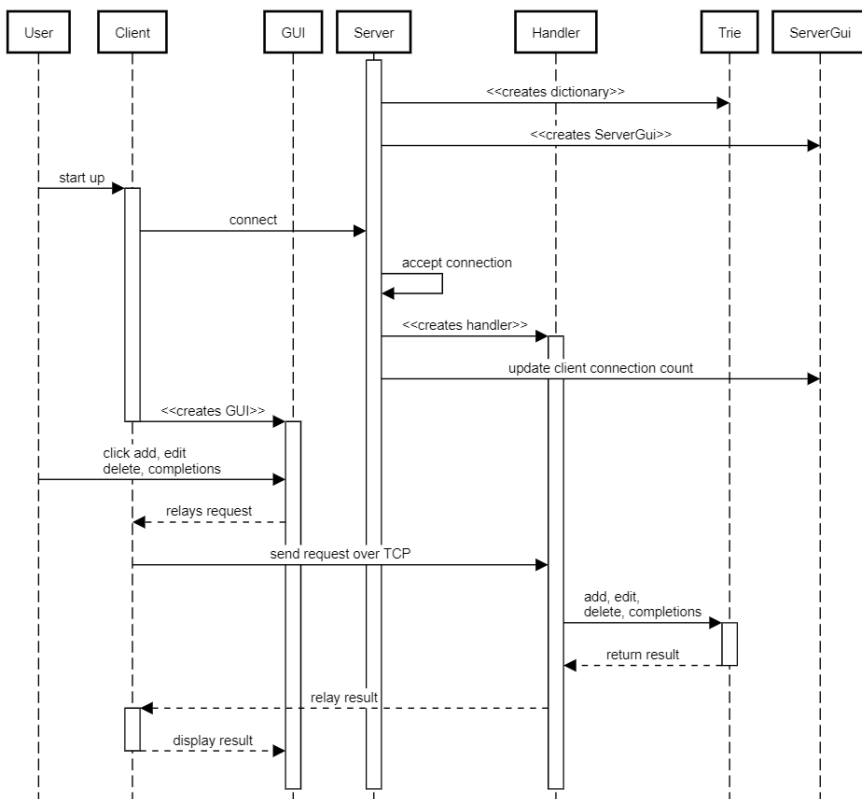 User
Client
GUI
Server
Handler
Trie
ServerGui
<<creates dictionary>>
<<creates ServerGui>>
start up
connect
accept connection
<<creates handler>>
update client connection count
<<creates GUI>>
click add, edit
delete, completions
relays request
send request over TCP
add, edit,
delete, completions
return result
relay result
display result